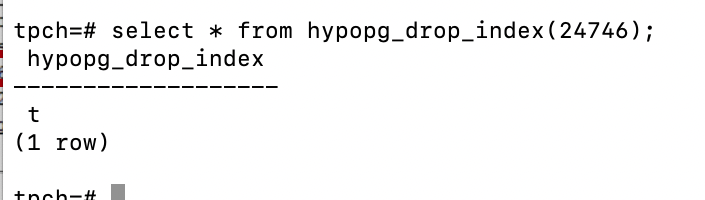 tpch=# select * from hypopg_drop_index(24746);
hypopg_drop_index
-------------------
t
(1 row)
tpch=#